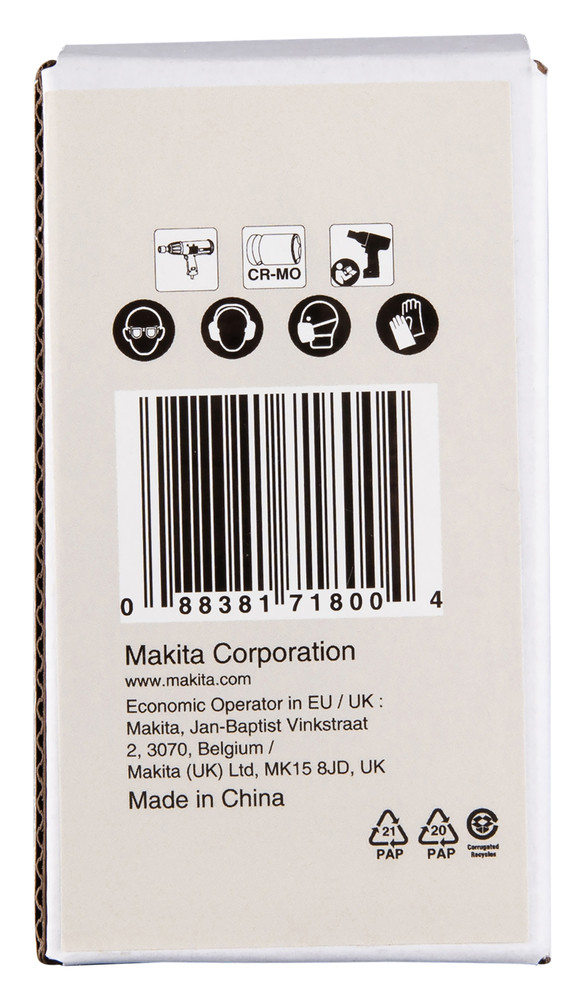 CR-MO
0 88381 71800 4
Makita Corporation
www.makita.com
Economic Operator in EU / UK :
Makita, Jan-Baptist Vinkstraat
2, 3070, Belgium /
Makita (UK) Ltd, MK15 8JD, UK
Made in China
21
PAP
20
PAP
Corrugated
Recycles